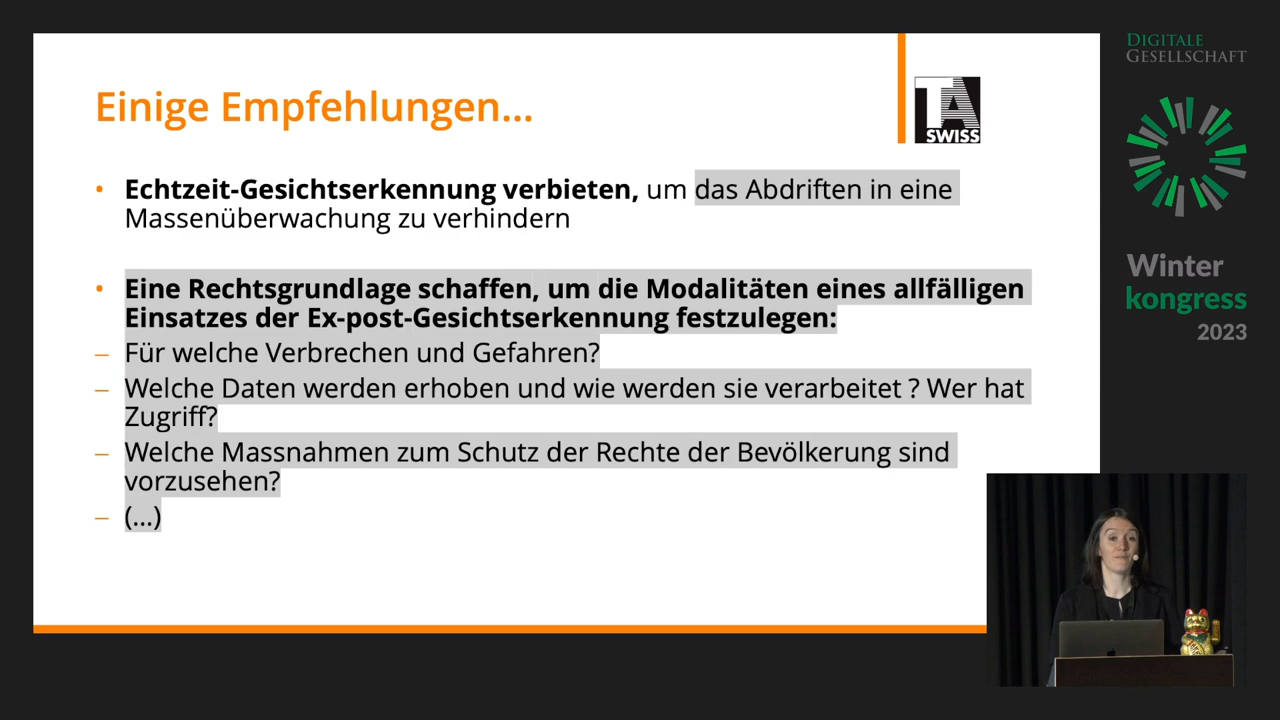 Einige Empfehlungen...
TA
SWISS
• Echtzeit-Gesichtserkennung verbieten, um das Abdriften in eine
Massenüberwachung zu verhindern
• Eine Rechtsgrundlage schaffen, um die Modalitäten eines allfälligen
Einsatzes der Ex-post-Gesichtserkennung festzulegen:
– Für welche Verbrechen und Gefahren?
– Welche Daten werden erhoben und wie werden sie verarbeitet ? Wer hat
Zugriff?
– Welche Massnahmen zum Schutz der Rechte der Bevölkerung sind
vorzusehen?
– (...)
DIGITALE
GESELLSCHAFT
Winter
kongress
2023